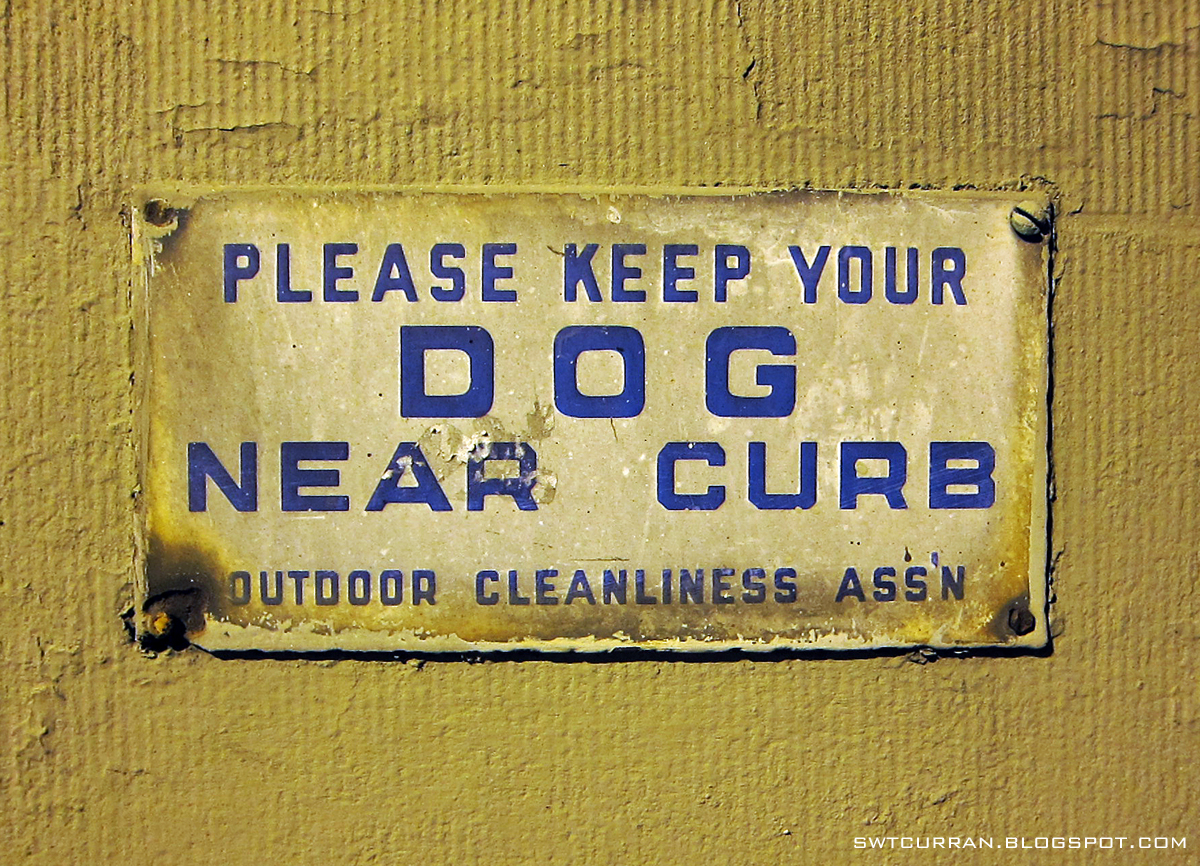 PLEASE KEEP YOUR
DOG
NEAR CURB
OUTDOOR CLEANLINESS ASS'N
SWTCURRAN.BLOGSPOT.COM